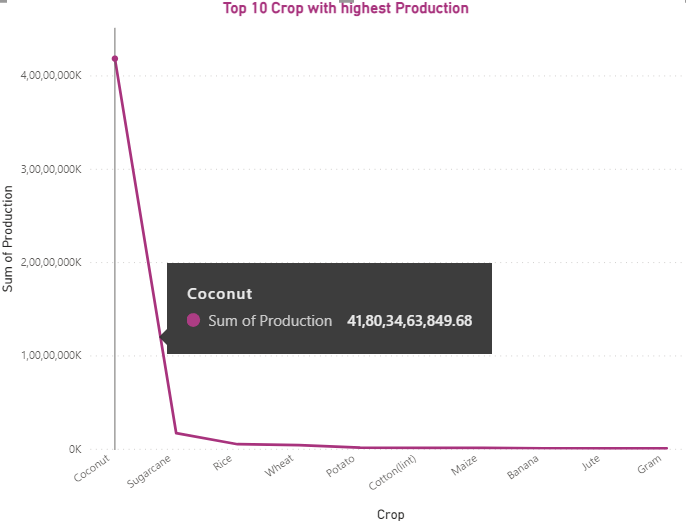 Top 10 Crop with highest Production
4,00,00,000K
3,00,00,000K
2,00,00,000K
1,00,00,000K
0K
Sum of Production
Coconut
Sum of Production 41,80,34,63,849.68
Coconut
Sugarcane
Rice
Wheat
Potato
Cotton(lint)
Maize
Banana
Jute
Gram
Crop